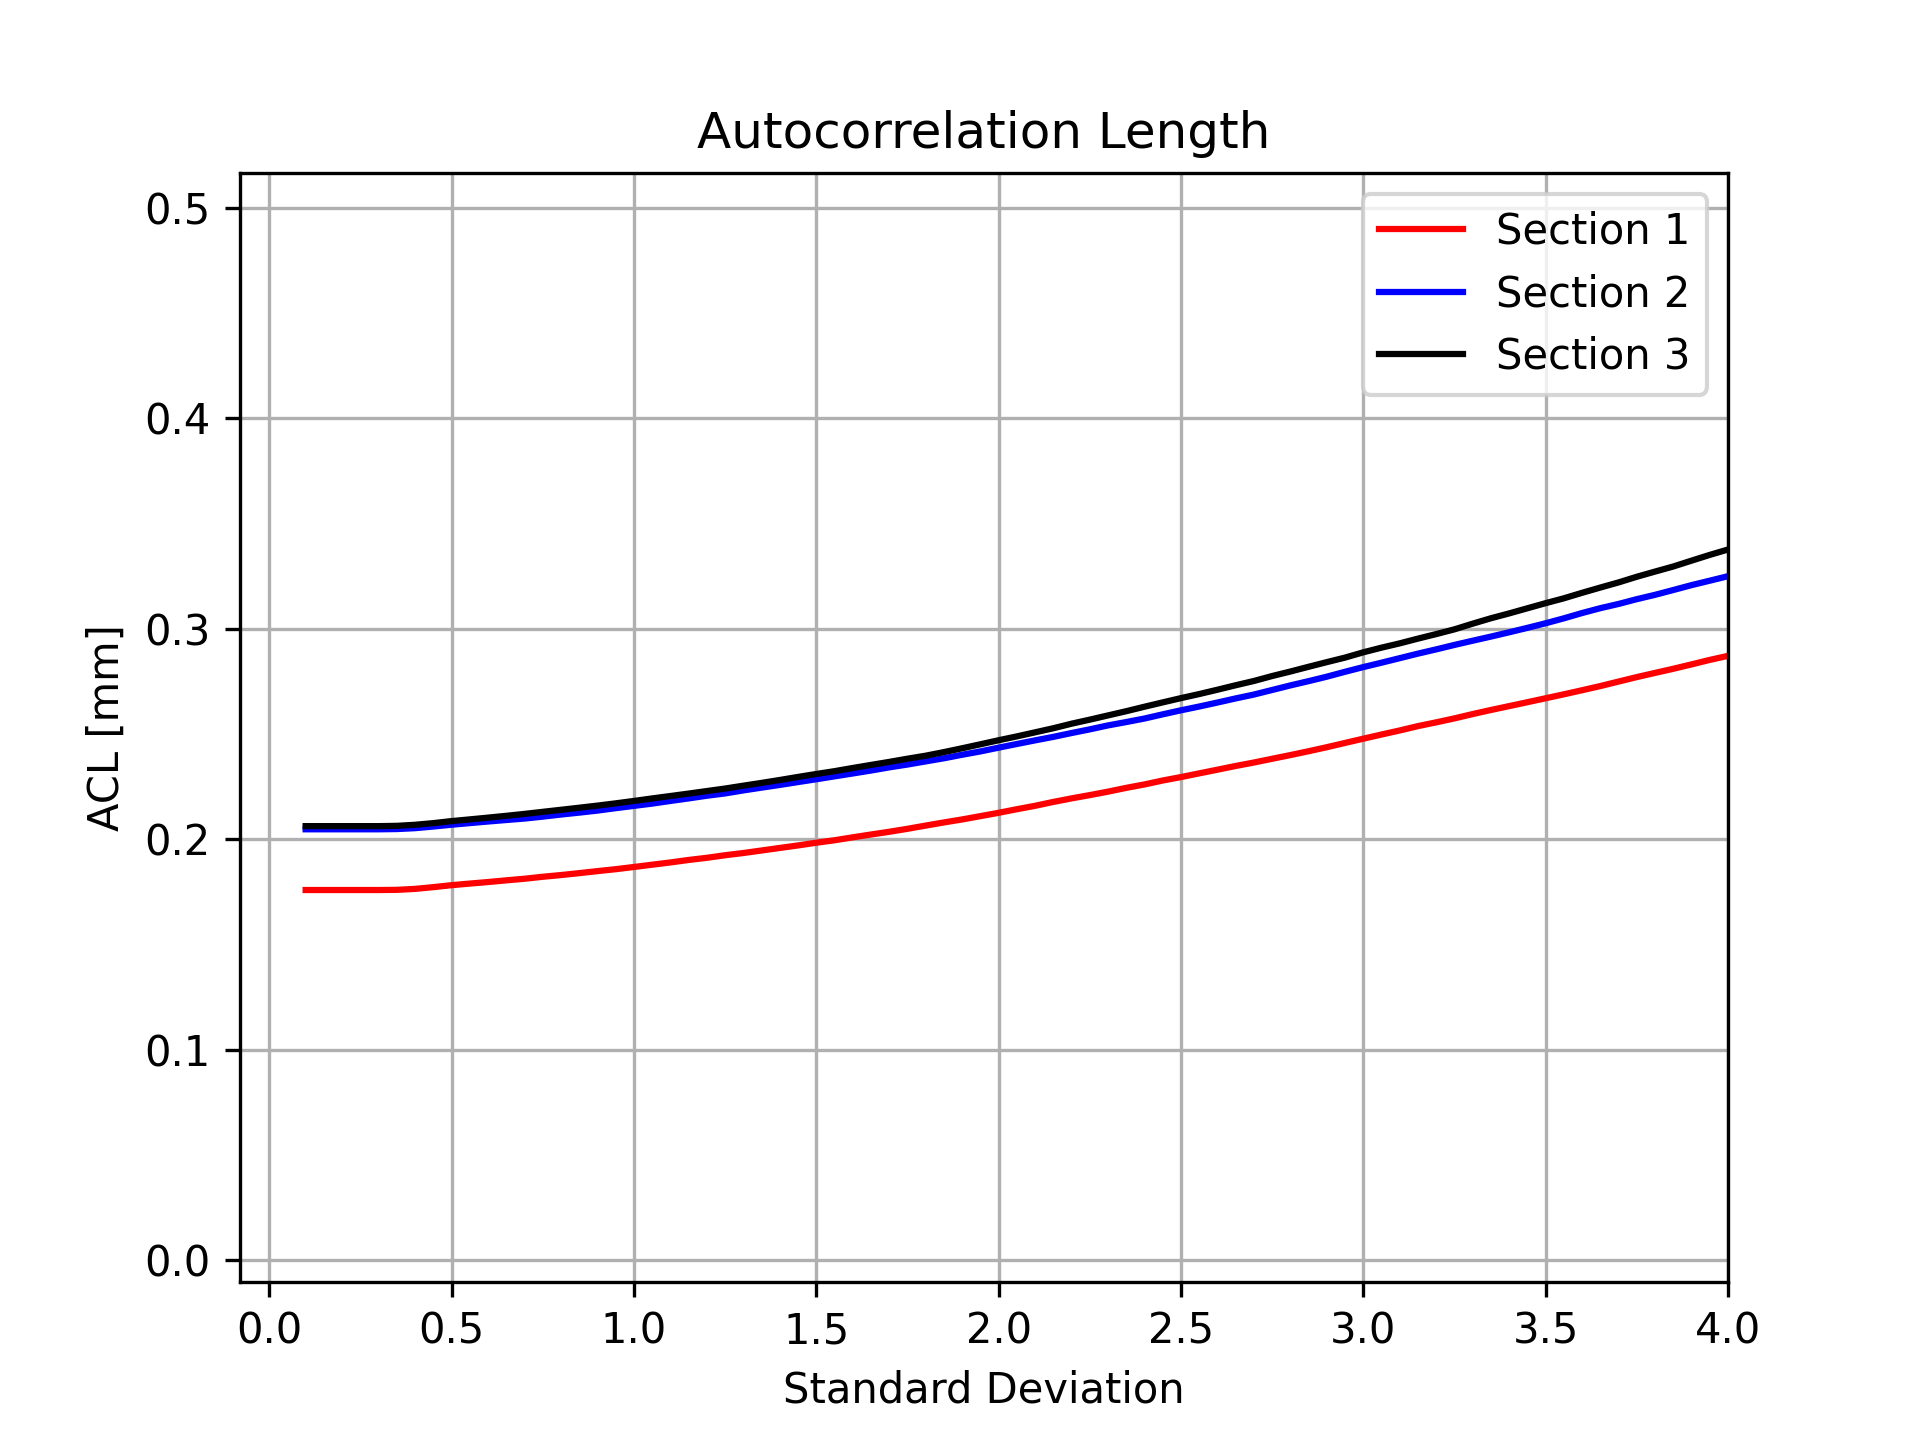 Autocorrelation Length
Section 1
Section 2
Section 3
ACL [mm]
0.5
0.4
0.3
0.2
0.1
0.0
0.0 0.5 1.0 1.5 2.0 2.5 3.0 3.5 4.0
Standard Deviation